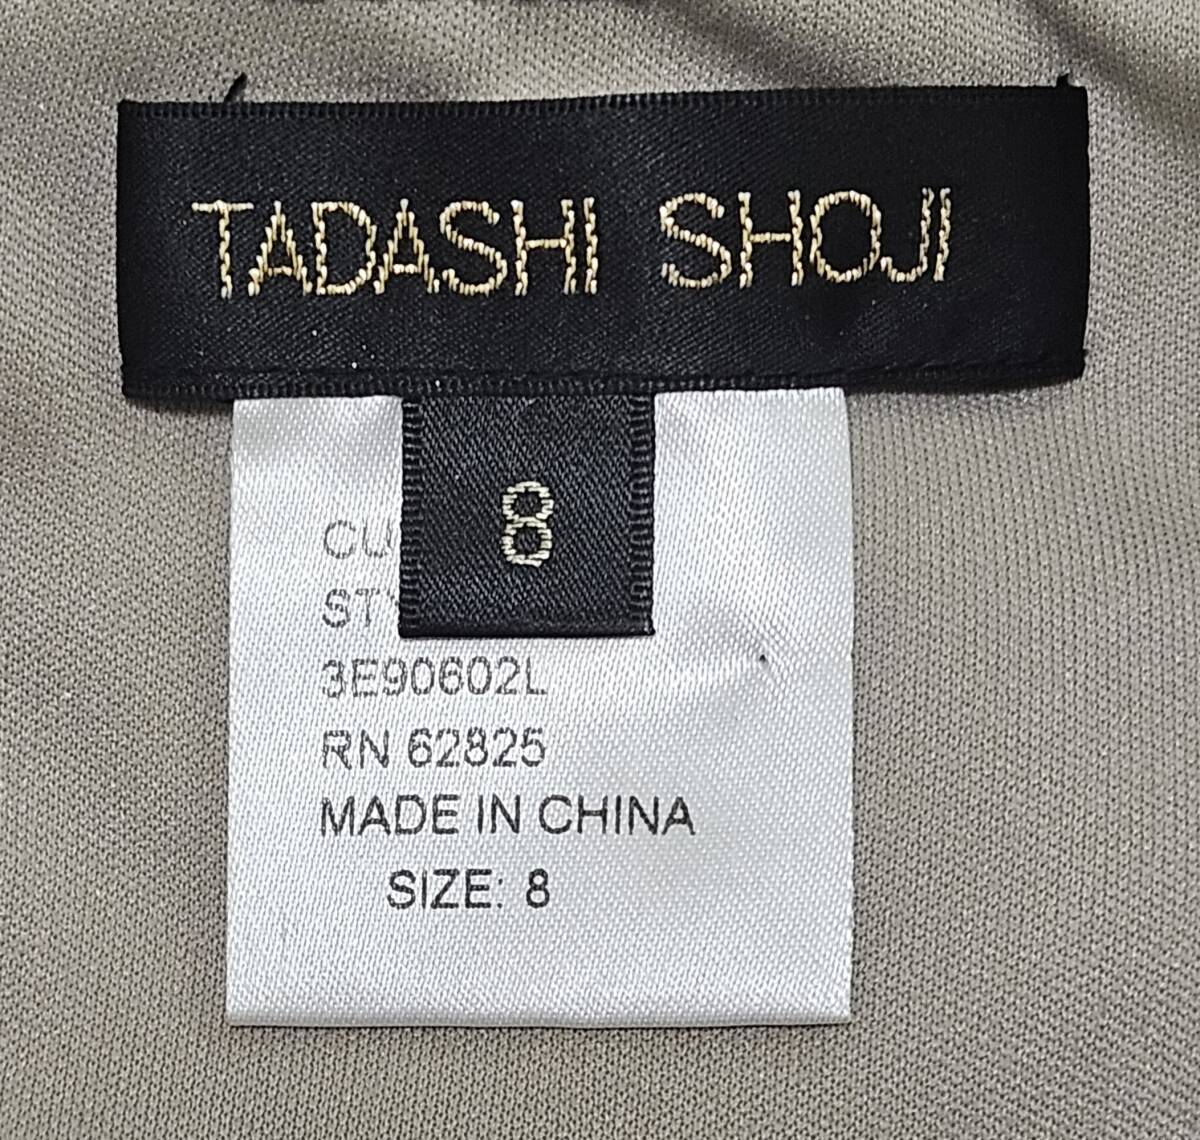 TADASHI SHOJI
8
3E90602L
RN 62825
MADE IN CHINA
SIZE: 8